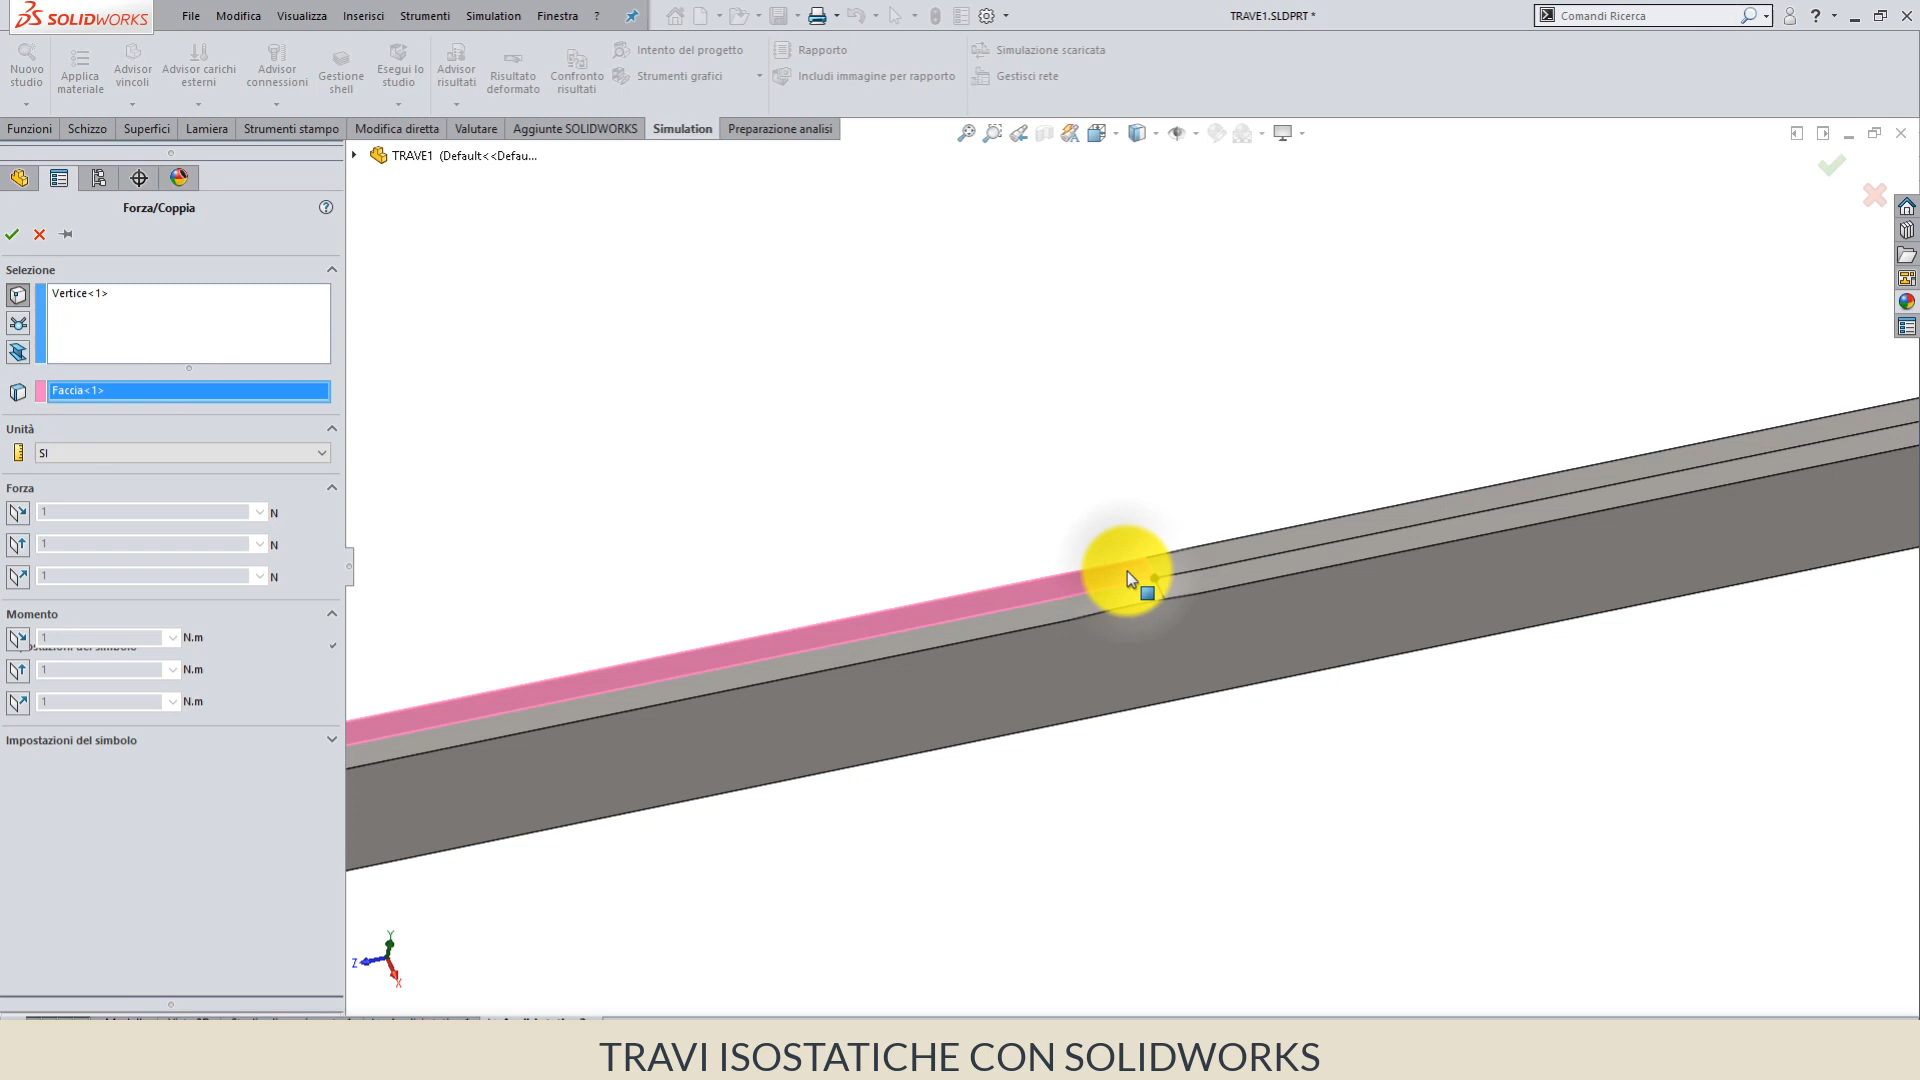 SOLIDWORKS
File Modifica Visualizza Inserisci Strumenti Simulation Finestra ?
TRAVE1.SLDPRT *
Comandi Ricerca
Nuovo studio
Applica materiale
Advisor vincoli
Advisor carichi esterni
Advisor connessioni
Gestione shell
Esegui lo studio
Advisor risultati
Risultato deformato
Confronto risultati
Intento del progetto
Strumenti grafici
Rapporto
Includi immagine per rapporto
Simulazione scaricata
Gestisci rete
Funzioni Schizzo Superfici Lamiera Strumenti stampo Modifica diretta Valutare Aggiunte SOLIDWORKS Simulation Preparazione analisi
TRAVE1 (Default<<Defau...
Forza/Coppia
Selezione
Vertice<1>
Faccia<1>
Unità
SI
Forza
1 N
1 N
1 N
Momento
1 N.m
1 N.m
1 N.m
Impostazioni del simbolo
Y
Z
X
TRAVI ISOSTATICHE CON SOLIDWORKS